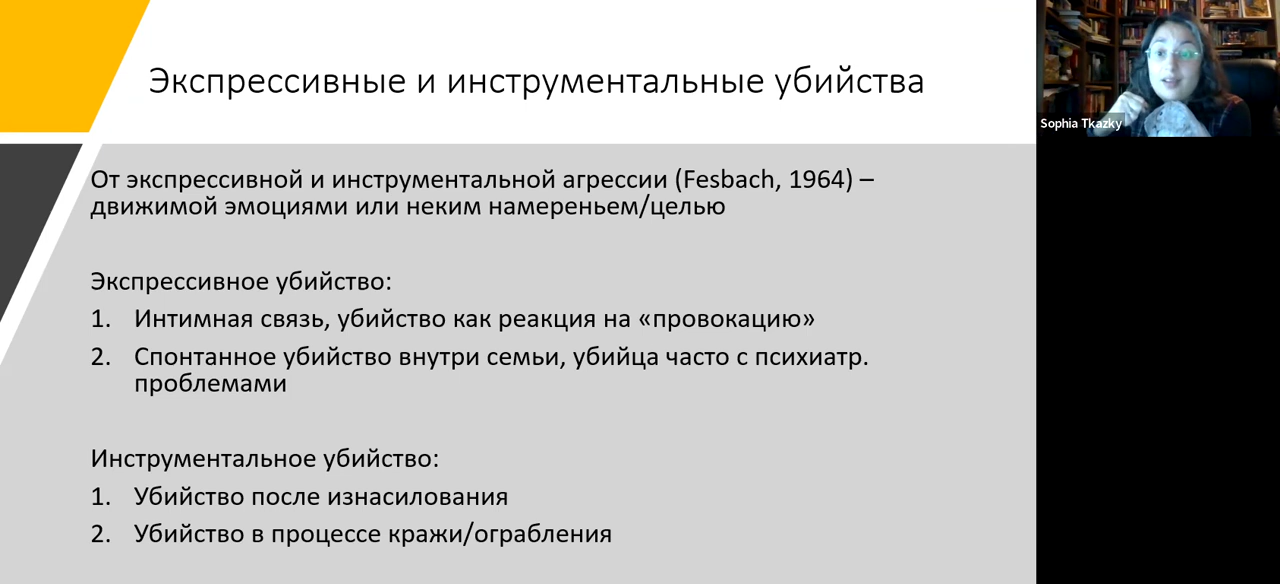 Экспрессивные и инструментальные убийства
Sophia Tkazky
От экспрессивной и инструментальной агрессии (Fesbach, 1964) –
движимой эмоциями или неким намереньем/целью
Экспрессивное убийство:
1. Интимная связь, убийство как реакция на «провокацию»
2. Спонтанное убийство внутри семьи, убийца часто с психиатр.
проблемами
Инструментальное убийство:
1. Убийство после изнасилования
2. Убийство в процессе кражи/ограбления